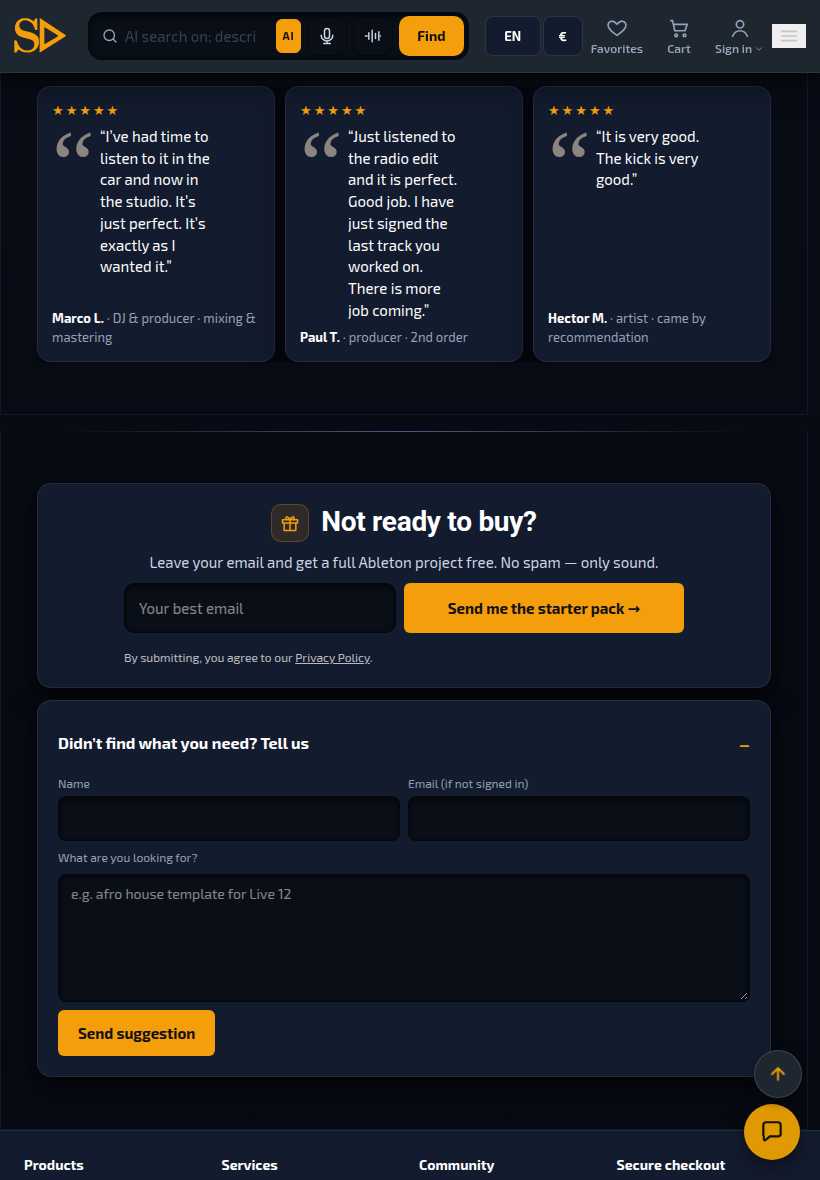 SD
AI search on: descri
AI
Find
EN
€
Favorites
Cart
Sign in
★★★★★
“I’ve had time to
listen to it in the
car and now in
the studio. It’s
just perfect. It’s
exactly as I
wanted it.”
Marco L. · DJ & producer · mixing &
mastering
★★★★★
“Just listened to
the radio edit
and it is perfect.
Good job. I have
just signed the
last track you
worked on.
There is more
job coming.”
Paul T. · producer · 2nd order
★★★★★
“It is very good.
The kick is very
good.”
Hector M. · artist · came by
recommendation
Not ready to buy?
Leave your email and get a full Ableton project free. No spam — only sound.
Your best email
Send me the starter pack →
By submitting, you agree to our Privacy Policy.
Didn’t find what you need? Tell us
–
Name
Email (if not signed in)
What are you looking for?
e.g. afro house template for Live 12
Send suggestion
Products
Services
Community
Secure checkout